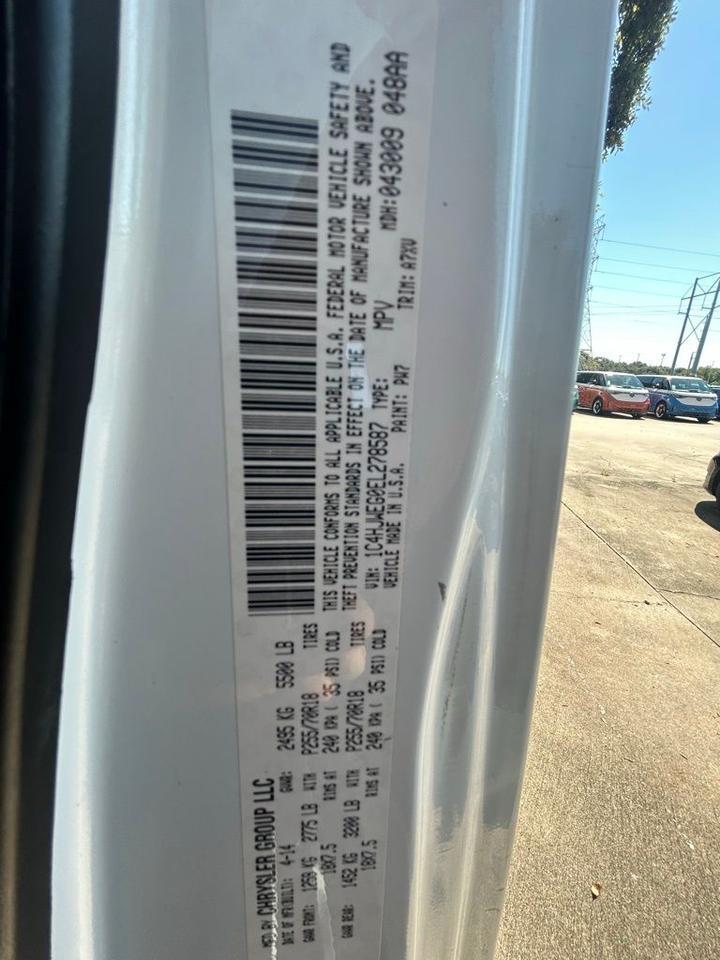 MFD BY CHRYSLER GROUP LLC
DATE OF MFR(BUILT): 4-14 GVWR: 2495 KG 5500 LB
GAWR FRONT: 1259 KG 2775 LB WITH P255/70R18 TIRES
18X7.5 RIMS AT 240 KPA ( 35 PSI) COLD
GAWR REAR: 1452 KG 3200 LB WITH P255/70R18 TIRES
18X7.5 RIMS AT 240 KPA ( 35 PSI) COLD
THIS VEHICLE CONFORMS TO ALL APPLICABLE U.S.A. FEDERAL MOTOR VEHICLE SAFETY AND
THEFT PREVENTION STANDARDS IN EFFECT ON THE DATE OF MANUFACTURE SHOWN ABOVE.
VIN: 1C4HJWEG0EL278587 TYPE: MPV MDH:043009 048AA
VEHICLE MADE IN U.S.A. PAINT: PW7 TRIM: A7XV